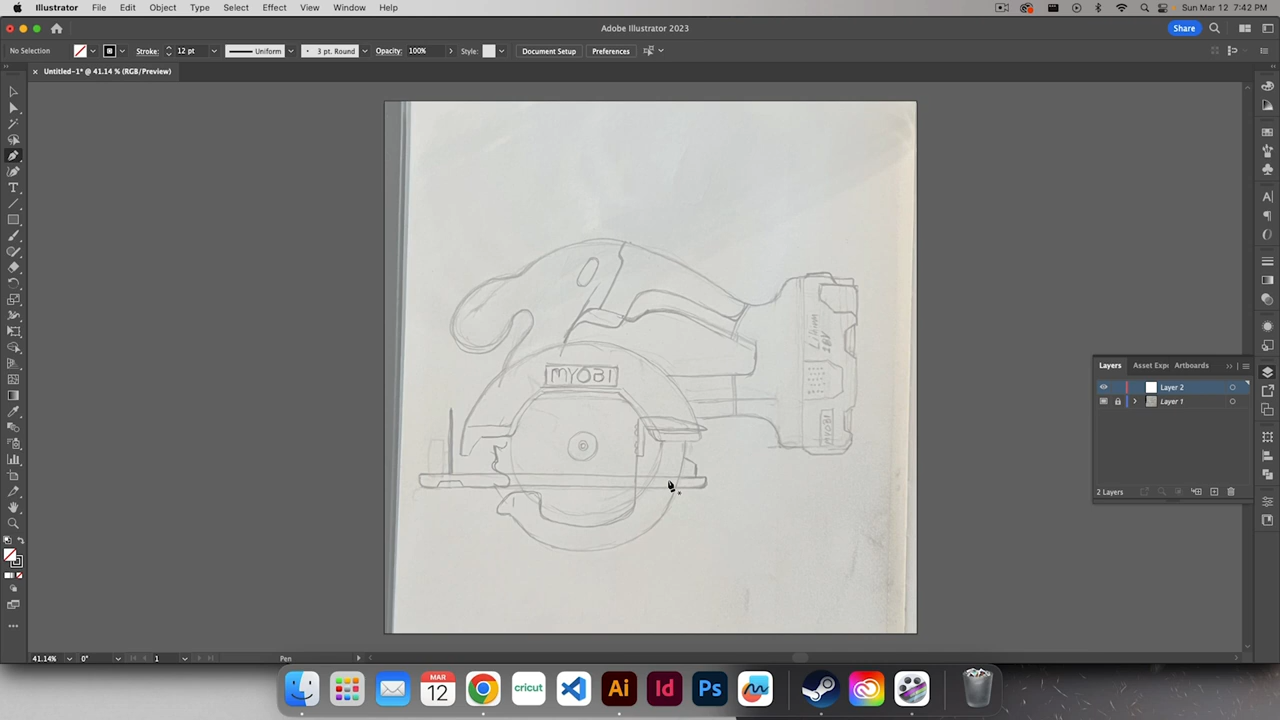 Illustrator File Edit Object Type Select Effect View Window Help Sun Mar 12 7:42 PM
Adobe Illustrator 2023 Share
No Selection Stroke: 12 pt Uniform 3 pt. Round Opacity: 100% Style: Document Setup Preferences
× Untitled-1* @ 41.14 % (RGB/Preview)
LiTHIUM
18V
MYOBI
MYOBI
Layers Asset Expo Artboards
Layer 2
Layer 1
2 Layers
41.14% 0° 1 Pen
MAR
12
cricut
Ai
Id
Ps